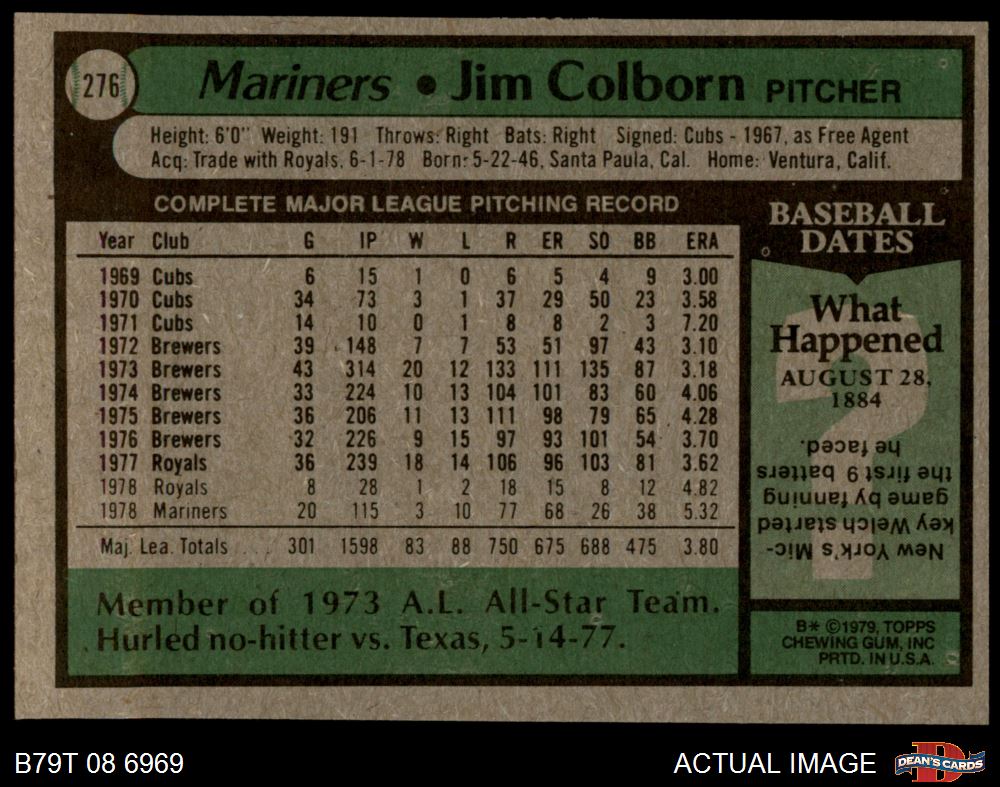 276
Mariners • Jim Colborn PITCHER
Height: 6'0" Weight: 191 Throws: Right Bats: Right Signed: Cubs - 1967, as Free Agent
Acq: Trade with Royals, 6-1-78 Born: 5-22-46, Santa Paula, Cal. Home: Ventura, Calif.
COMPLETE MAJOR LEAGUE PITCHING RECORD
Year Club G IP W L R ER SO BB ERA
1969 Cubs 6 15 1 0 6 5 4 9 3.00
1970 Cubs 34 73 3 1 37 29 50 23 3.58
1971 Cubs 14 10 0 1 8 8 2 3 7.20
1972 Brewers 39 148 7 7 53 51 97 43 3.10
1973 Brewers 43 314 20 12 133 111 135 87 3.18
1974 Brewers 33 224 10 13 104 101 83 60 4.06
1975 Brewers 36 206 11 13 111 98 79 65 4.28
1976 Brewers 32 226 9 15 97 93 101 54 3.70
1977 Royals 36 239 18 14 106 96 103 81 3.62
1978 Royals 8 28 1 2 18 15 8 12 4.82
1978 Mariners 20 115 3 10 77 68 26 38 5.32
Maj. Lea. Totals ... 301 1598 83 88 750 675 688 475 3.80
Member of 1973 A.L. All-Star Team.
Hurled no-hitter vs. Texas, 5-14-77.
BASEBALL
DATES
What
Happened
AUGUST 28,
1884
?
New York's Mic-
key Welch started
game by fanning
the first 9 batters
he faced.
B* ©1979, TOPPS
CHEWING GUM, INC
PRTD. IN U.S.A.
B79T 08 6969
ACTUAL IMAGE
D
DEAN'S CARDS